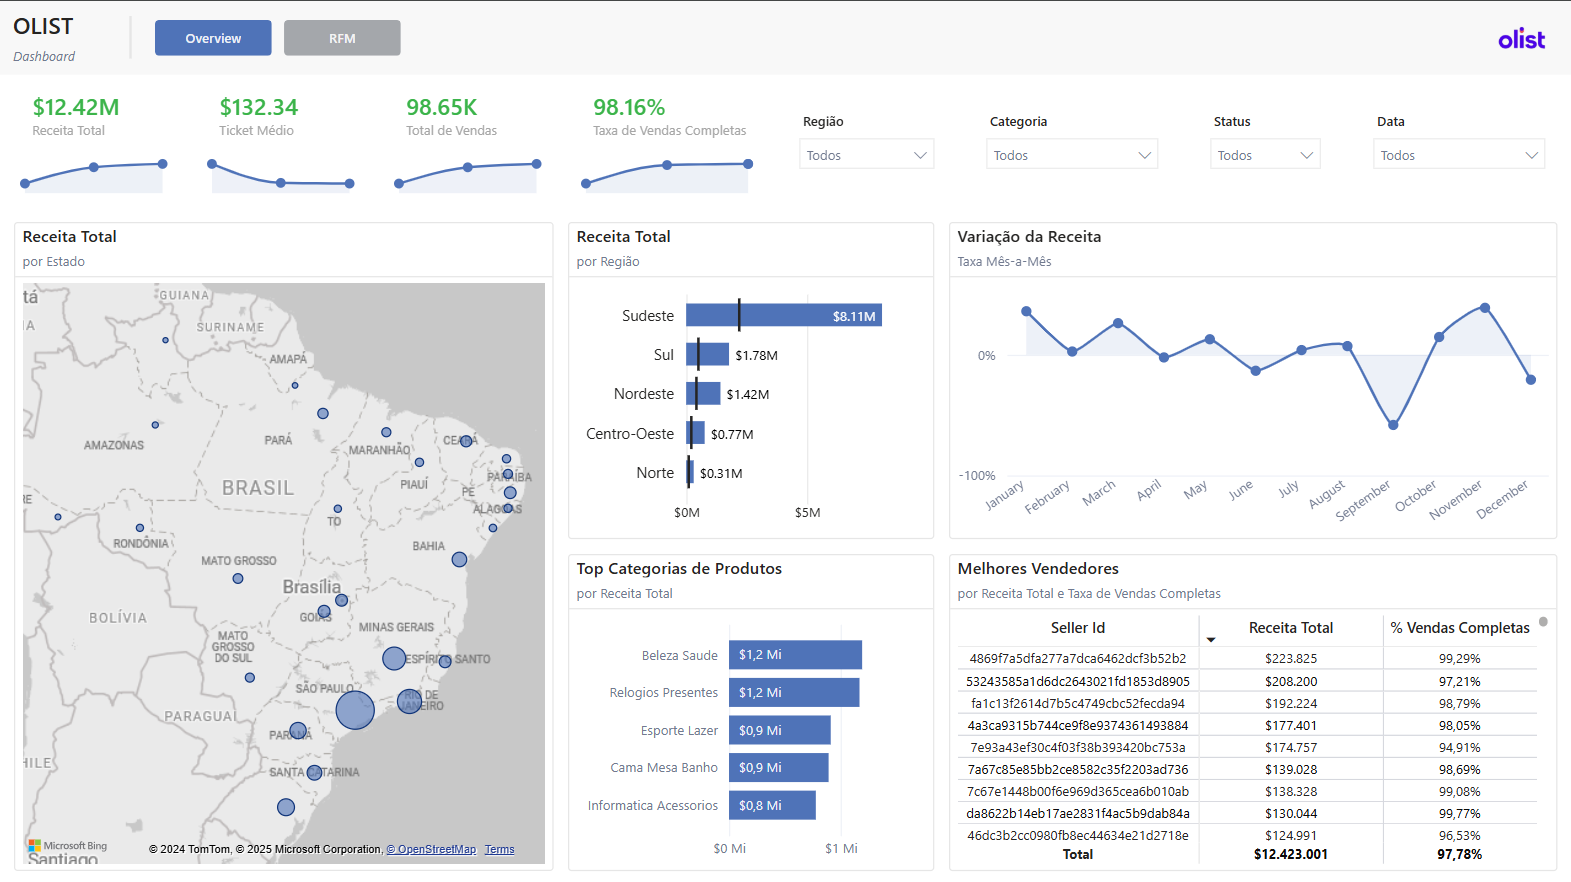 OLIST
Dashboard
Overview
RFM
olist
$12.42M
Receita Total
$132.34
Ticket Médio
98.65K
Total de Vendas
98.16%
Taxa de Vendas Completas
Região
Todos
Categoria
Todos
Status
Todos
Data
Todos
Receita Total
por Estado
GUIANA
SURINAME
AMAPÁ
AMAZONAS
PARÁ
MARANHÃO
CEARÁ
PIAUÍ
PARAÍBA
PE
ALAGOAS
BRASIL
TO
RONDÔNIA
BAHIA
MATO GROSSO
Brasília
GOIÁS
BOLÍVIA
MINAS GERAIS
MATO
GROSSO
DO SUL
ESPÍRITO SANTO
SÃO PAULO
RIO DE
JANEIRO
PARAGUAI
PARANÁ
SANTA CATARINA
Microsoft Bing
Santiago
© 2024 TomTom, © 2025 Microsoft Corporation, © OpenStreetMap Terms
Receita Total
por Região
Sudeste $8.11M
Sul $1.78M
Nordeste $1.42M
Centro-Oeste $0.77M
Norte $0.31M
$0M $5M
Variação da Receita
Taxa Mês-a-Mês
0%
-100%
January February March April May June July August September October November December
Top Categorias de Produtos
por Receita Total
Beleza Saude $1,2 Mi
Relogios Presentes $1,2 Mi
Esporte Lazer $0,9 Mi
Cama Mesa Banho $0,9 Mi
Informatica Acessorios $0,8 Mi
$0 Mi $1 Mi
Melhores Vendedores
por Receita Total e Taxa de Vendas Completas
Seller Id Receita Total % Vendas Completas
4869f7a5dfa277a7dca6462dcf3b52b2 $223.825 99,29%
53243585a1d6dc2643021fd1853d8905 $208.200 97,21%
fa1c13f2614d7b5c4749cbc52fecda94 $192.224 98,79%
4a3ca9315b744ce9f8e9374361493884 $177.401 98,05%
7e93a43ef30c4f03f38b393420bc753a $174.757 94,91%
7a67c85e85bb2ce8582c35f2203ad736 $139.028 98,69%
7c67e1448b00f6e969d365cea6b010ab $138.328 99,08%
da8622b14eb17ae2831f4ac5b9dab84a $130.044 99,77%
46dc3b2cc0980fb8ec44634e21d2718e $124.991 96,53%
Total $12.423.001 97,78%